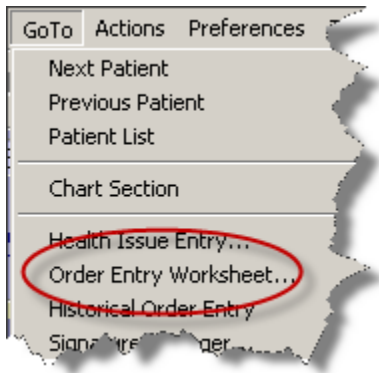 GoTo Actions Preferences
Next Patient
Previous Patient
Patient List
Chart Section
Health Issue Entry...
Order Entry Worksheet...
Historical Order Entry